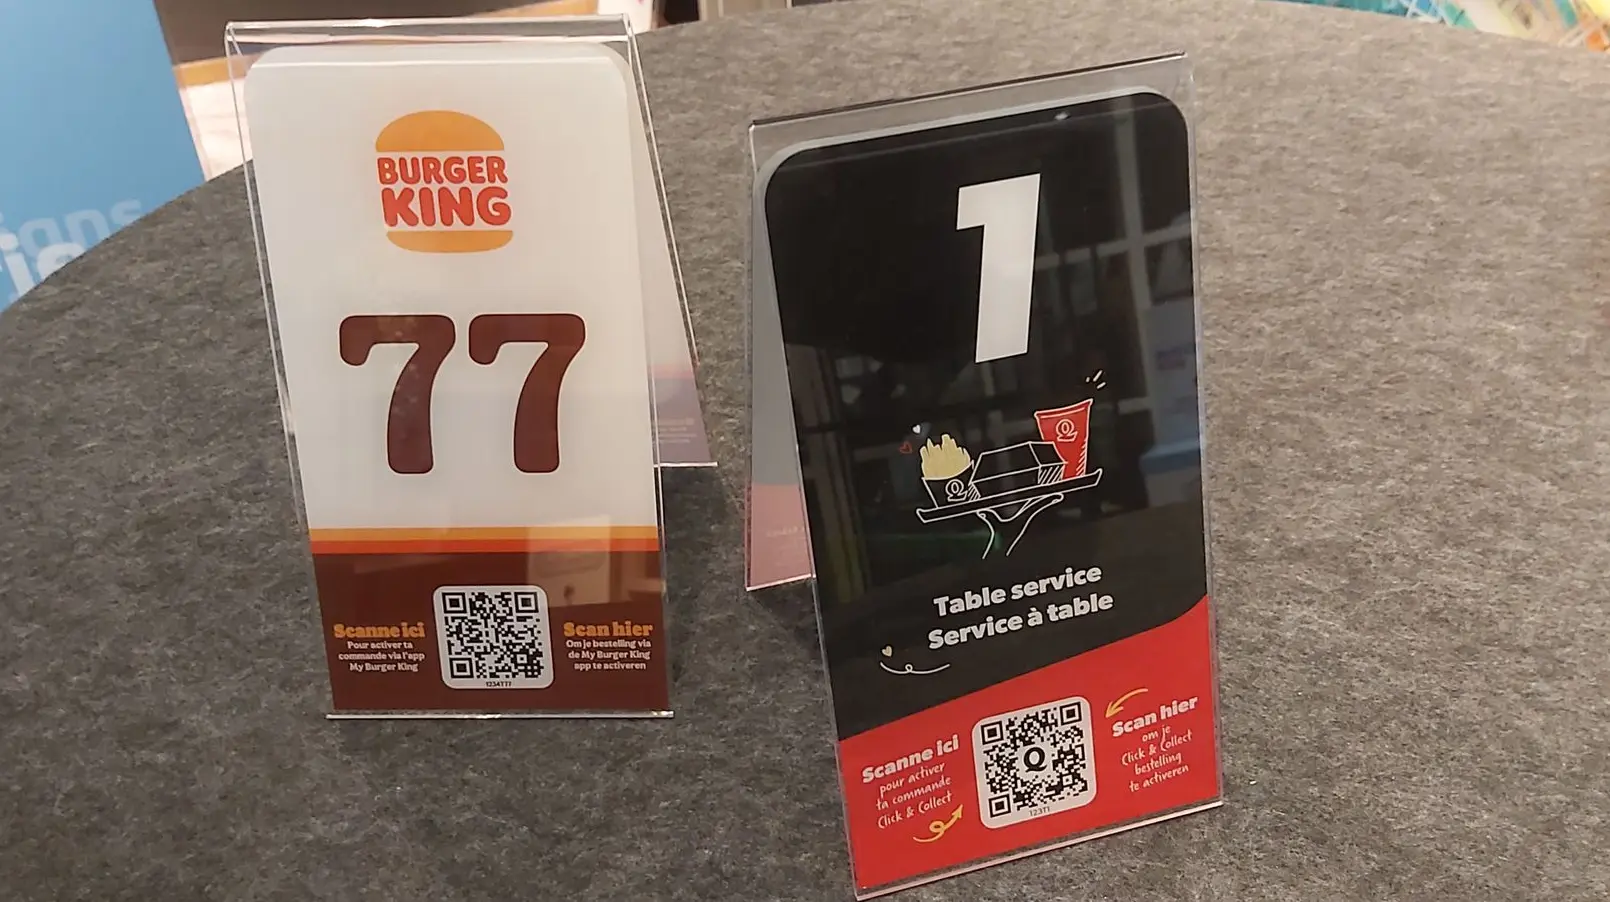 BURGER
KING
77
Scanne ici
Pour activer ta
commande via l'app
My Burger King
1234T77
Scan hier
Om je bestelling via
de My Burger King
app te activeren
1
Q
Q
Table service
Service à table
Scanne ici
pour activer
ta commande
Click & Collect
Q
123T1
Scan hier
om je
Click & Collect
bestelling
te activeren